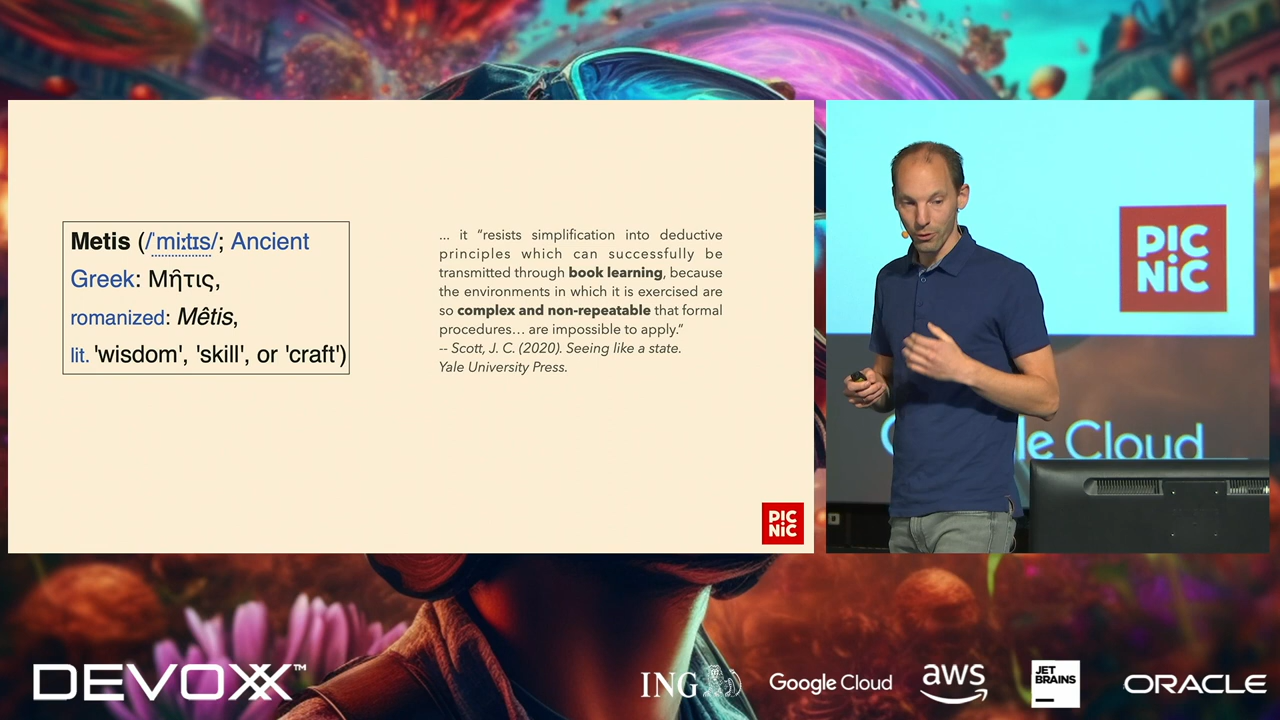 Metis (/ˈmiːtɪs/; Ancient
Greek: Μῆτις,
romanized: Mêtis,
lit. 'wisdom', 'skill', or 'craft')
... it “resists simplification into deductive
principles which can successfully be
transmitted through book learning, because
the environments in which it is exercised are
so complex and non-repeatable that formal
procedures… are impossible to apply.”
-- Scott, J. C. (2020). Seeing like a state.
Yale University Press.
PIC
NiC
PIC
NiC
le Cloud
DEVOXX™
ING
Google Cloud
aws
JET
BRAINS
ORACLE